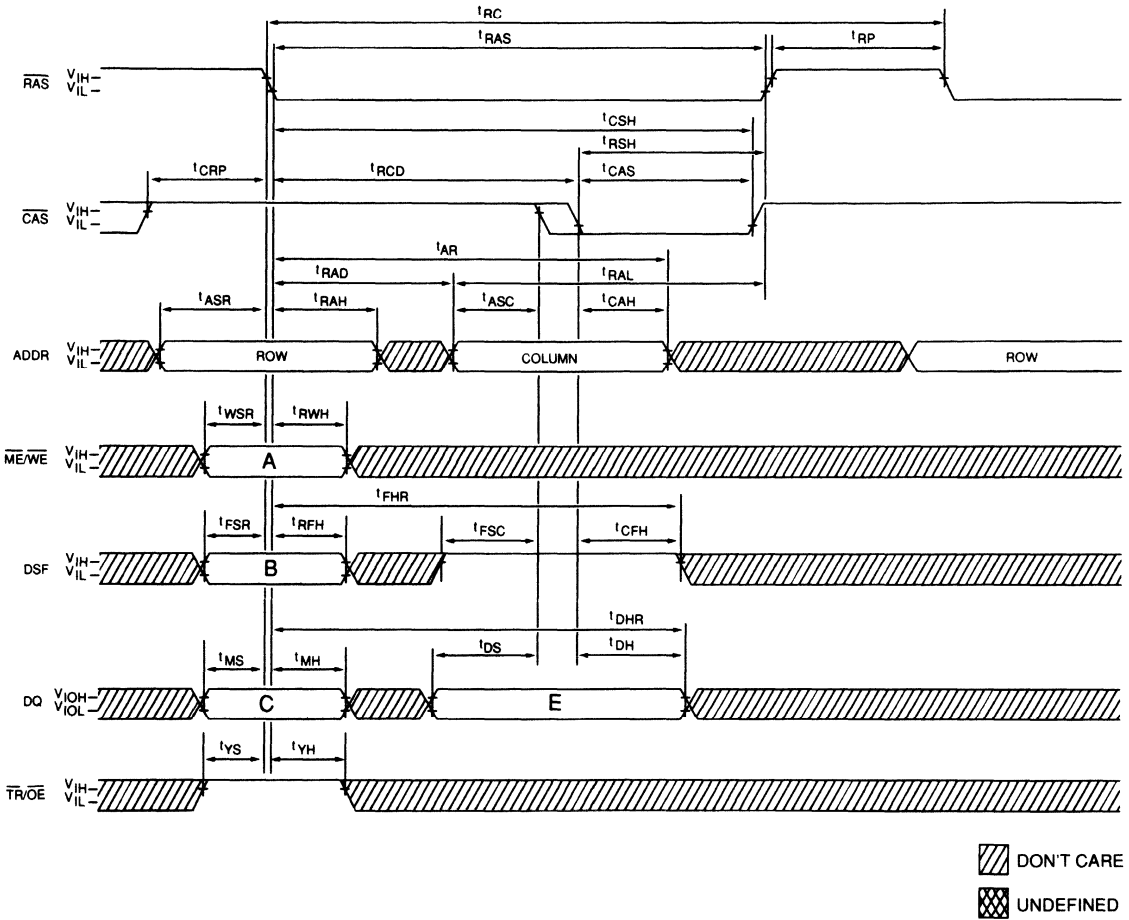 tRC
tRAS
tRP
RAS
VIH
VIL
tCSH
tRSH
tCRP
tRCD
tCAS
CAS
VIH
VIL
tAR
tRAD
tRAL
tASR
tRAH
tASC
tCAH
ADDR
VIH
VIL
ROW
COLUMN
ROW
tWSR
tRWH
ME/WE
VIH
VIL
A
tFHR
tFSR
tRFH
tFSC
tCFH
DSF
VIH
VIL
B
tDHR
tMS
tMH
tDS
tDH
DQ
VIOH
VIOL
C
E
tYS
tYH
TR/OE
VIH
VIL
DON'T CARE
UNDEFINED